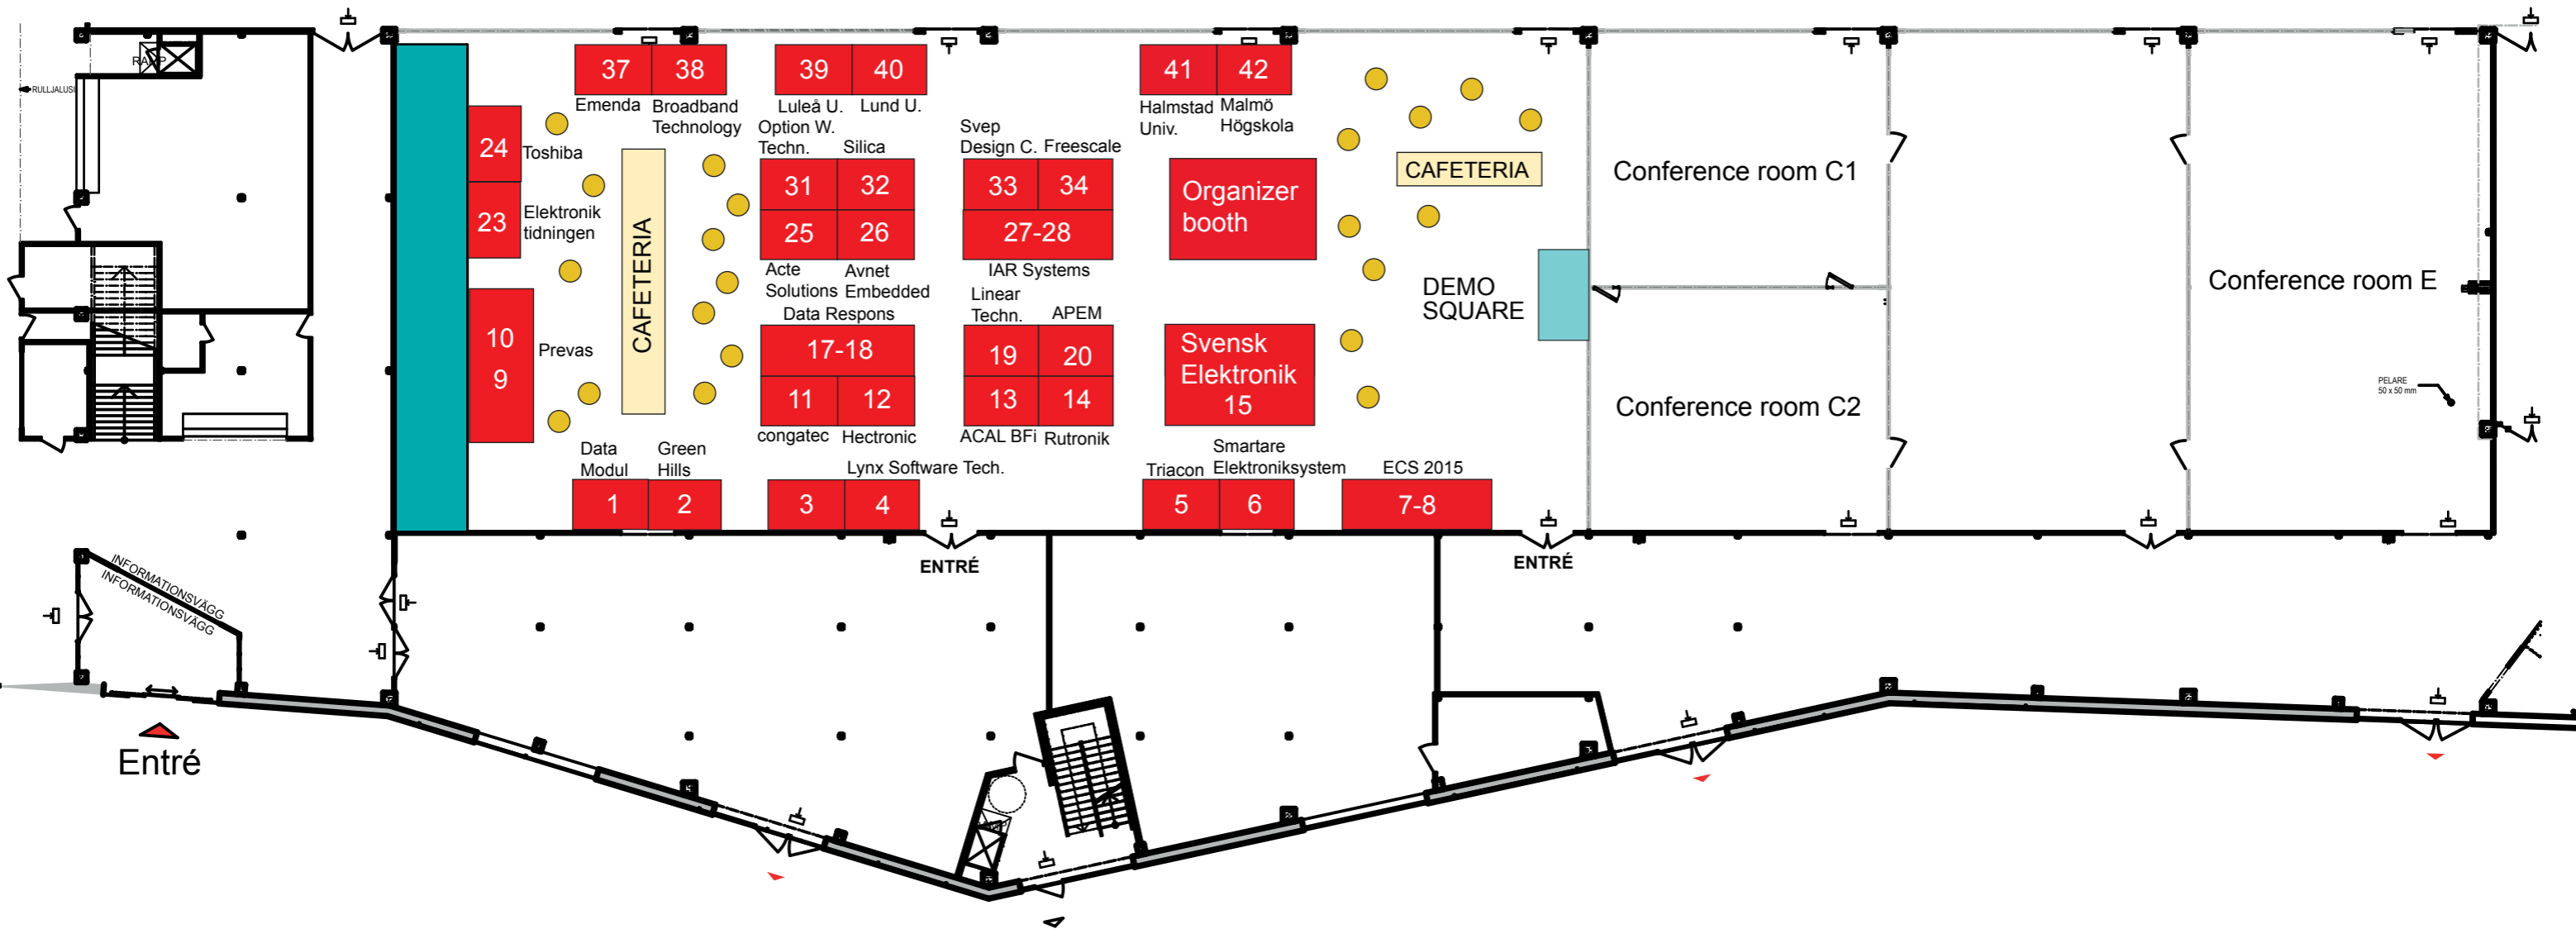 RAMP
RULLJALUSI
37
38
39
40
41
42
Emenda
Broadband
Technology
Luleå U.
Lund U.
Halmstad
Univ.
Malmö
Högskola
24
Toshiba
23
Elektronik
tidningen
10
9
Prevas
CAFETERIA
Option W.
Techn.
Silica
31
32
25
26
Acte
Solutions
Avnet
Embedded
Svep
Design C.
Freescale
33
34
27-28
IAR Systems
Organizer
booth
CAFETERIA
DEMO
SQUARE
Data Respons
17-18
11
12
congatec
Hectronic
Linear
Techn.
APEM
19
20
13
14
ACAL BFi
Rutronik
Svensk
Elektronik
15
Data
Modul
Green
Hills
1
2
Lynx Software Tech.
3
4
Triacon
Smartare
Elektroniksystem
5
6
ECS 2015
7-8
Conference room C1
Conference room C2
Conference room E
PELARE
50 x 50 mm
ENTRÉ
ENTRÉ
INFORMATIONSVÄGG
INFORMATIONSVÄGG
Entré